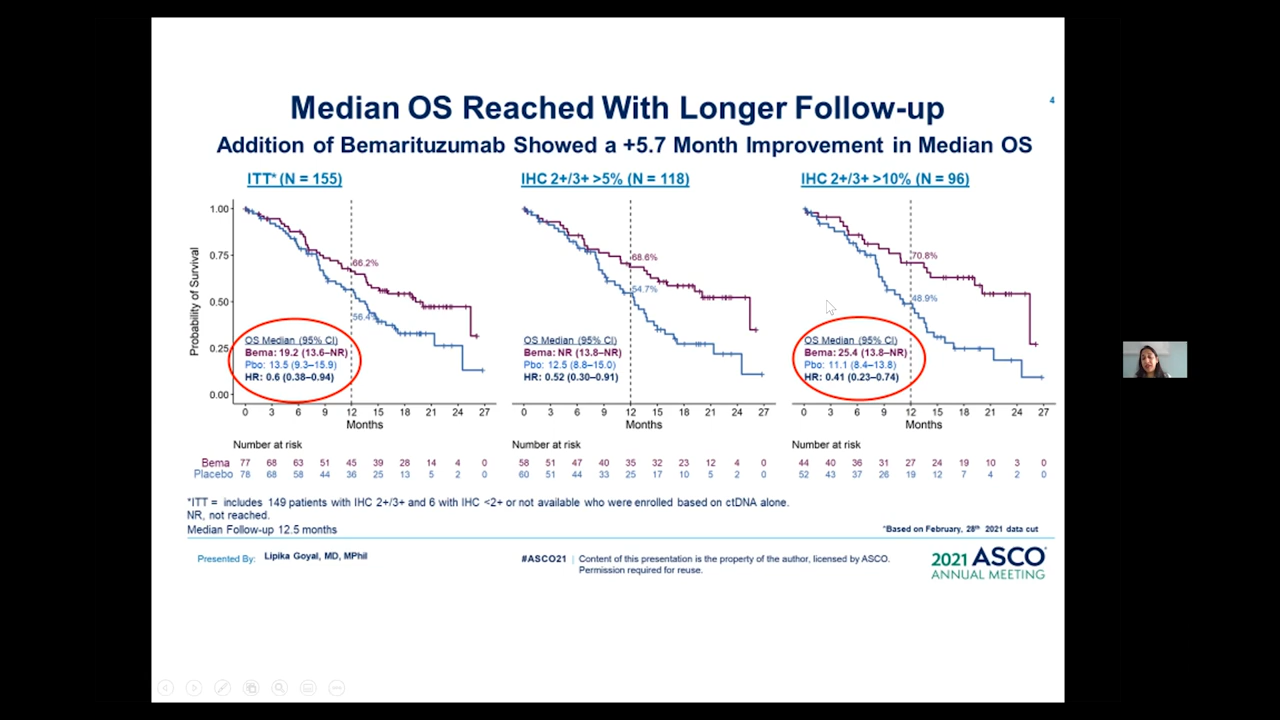 Median OS Reached With Longer Follow-up
4
Addition of Bemarituzumab Showed a +5.7 Month Improvement in Median OS
ITT* (N = 155)
IHC 2+/3+ >5% (N = 118)
IHC 2+/3+ >10% (N = 96)
Probability of Survival
1.00
0.75
0.50
0.25
0.00
66.2%
56.4
OS Median (95% CI)
Bema: 19.2 (13.6–NR)
Pbo: 13.5 (9.3–15.9)
HR: 0.6 (0.38–0.94)
0 3 6 9 12 15 18 21 24 27
Months
68.6%
54.7%
OS Median (95% CI)
Bema: NR (13.8–NR)
Pbo: 12.5 (8.8–15.0)
HR: 0.52 (0.30–0.91)
0 3 6 9 12 15 18 21 24 27
Months
70.8%
48.9%
OS Median (95% CI)
Bema: 25.4 (13.8–NR)
Pbo: 11.1 (8.4–13.8)
HR: 0.41 (0.23–0.74)
0 3 6 9 12 15 18 21 24 27
Months
Number at risk
Number at risk
Number at risk
Bema 77 68 63 51 45 39 28 14 4 0 58 51 47 40 35 32 23 12 4 0 44 40 36 31 27 24 19 10 3 0
Placebo 78 68 58 44 36 25 13 5 2 0 60 51 44 33 25 17 10 5 2 0 52 43 37 26 19 12 7 4 2 0
*ITT = includes 149 patients with IHC 2+/3+ and 6 with IHC <2+ or not available who were enrolled based on ctDNA alone.
NR, not reached.
Median Follow-up 12.5 months
*Based on February, 28th 2021 data cut
Presented By: Lipika Goyal, MD, MPhil
#ASCO21 | Content of this presentation is the property of the author, licensed by ASCO.
Permission required for reuse.
2021 ASCO
ANNUAL MEETING